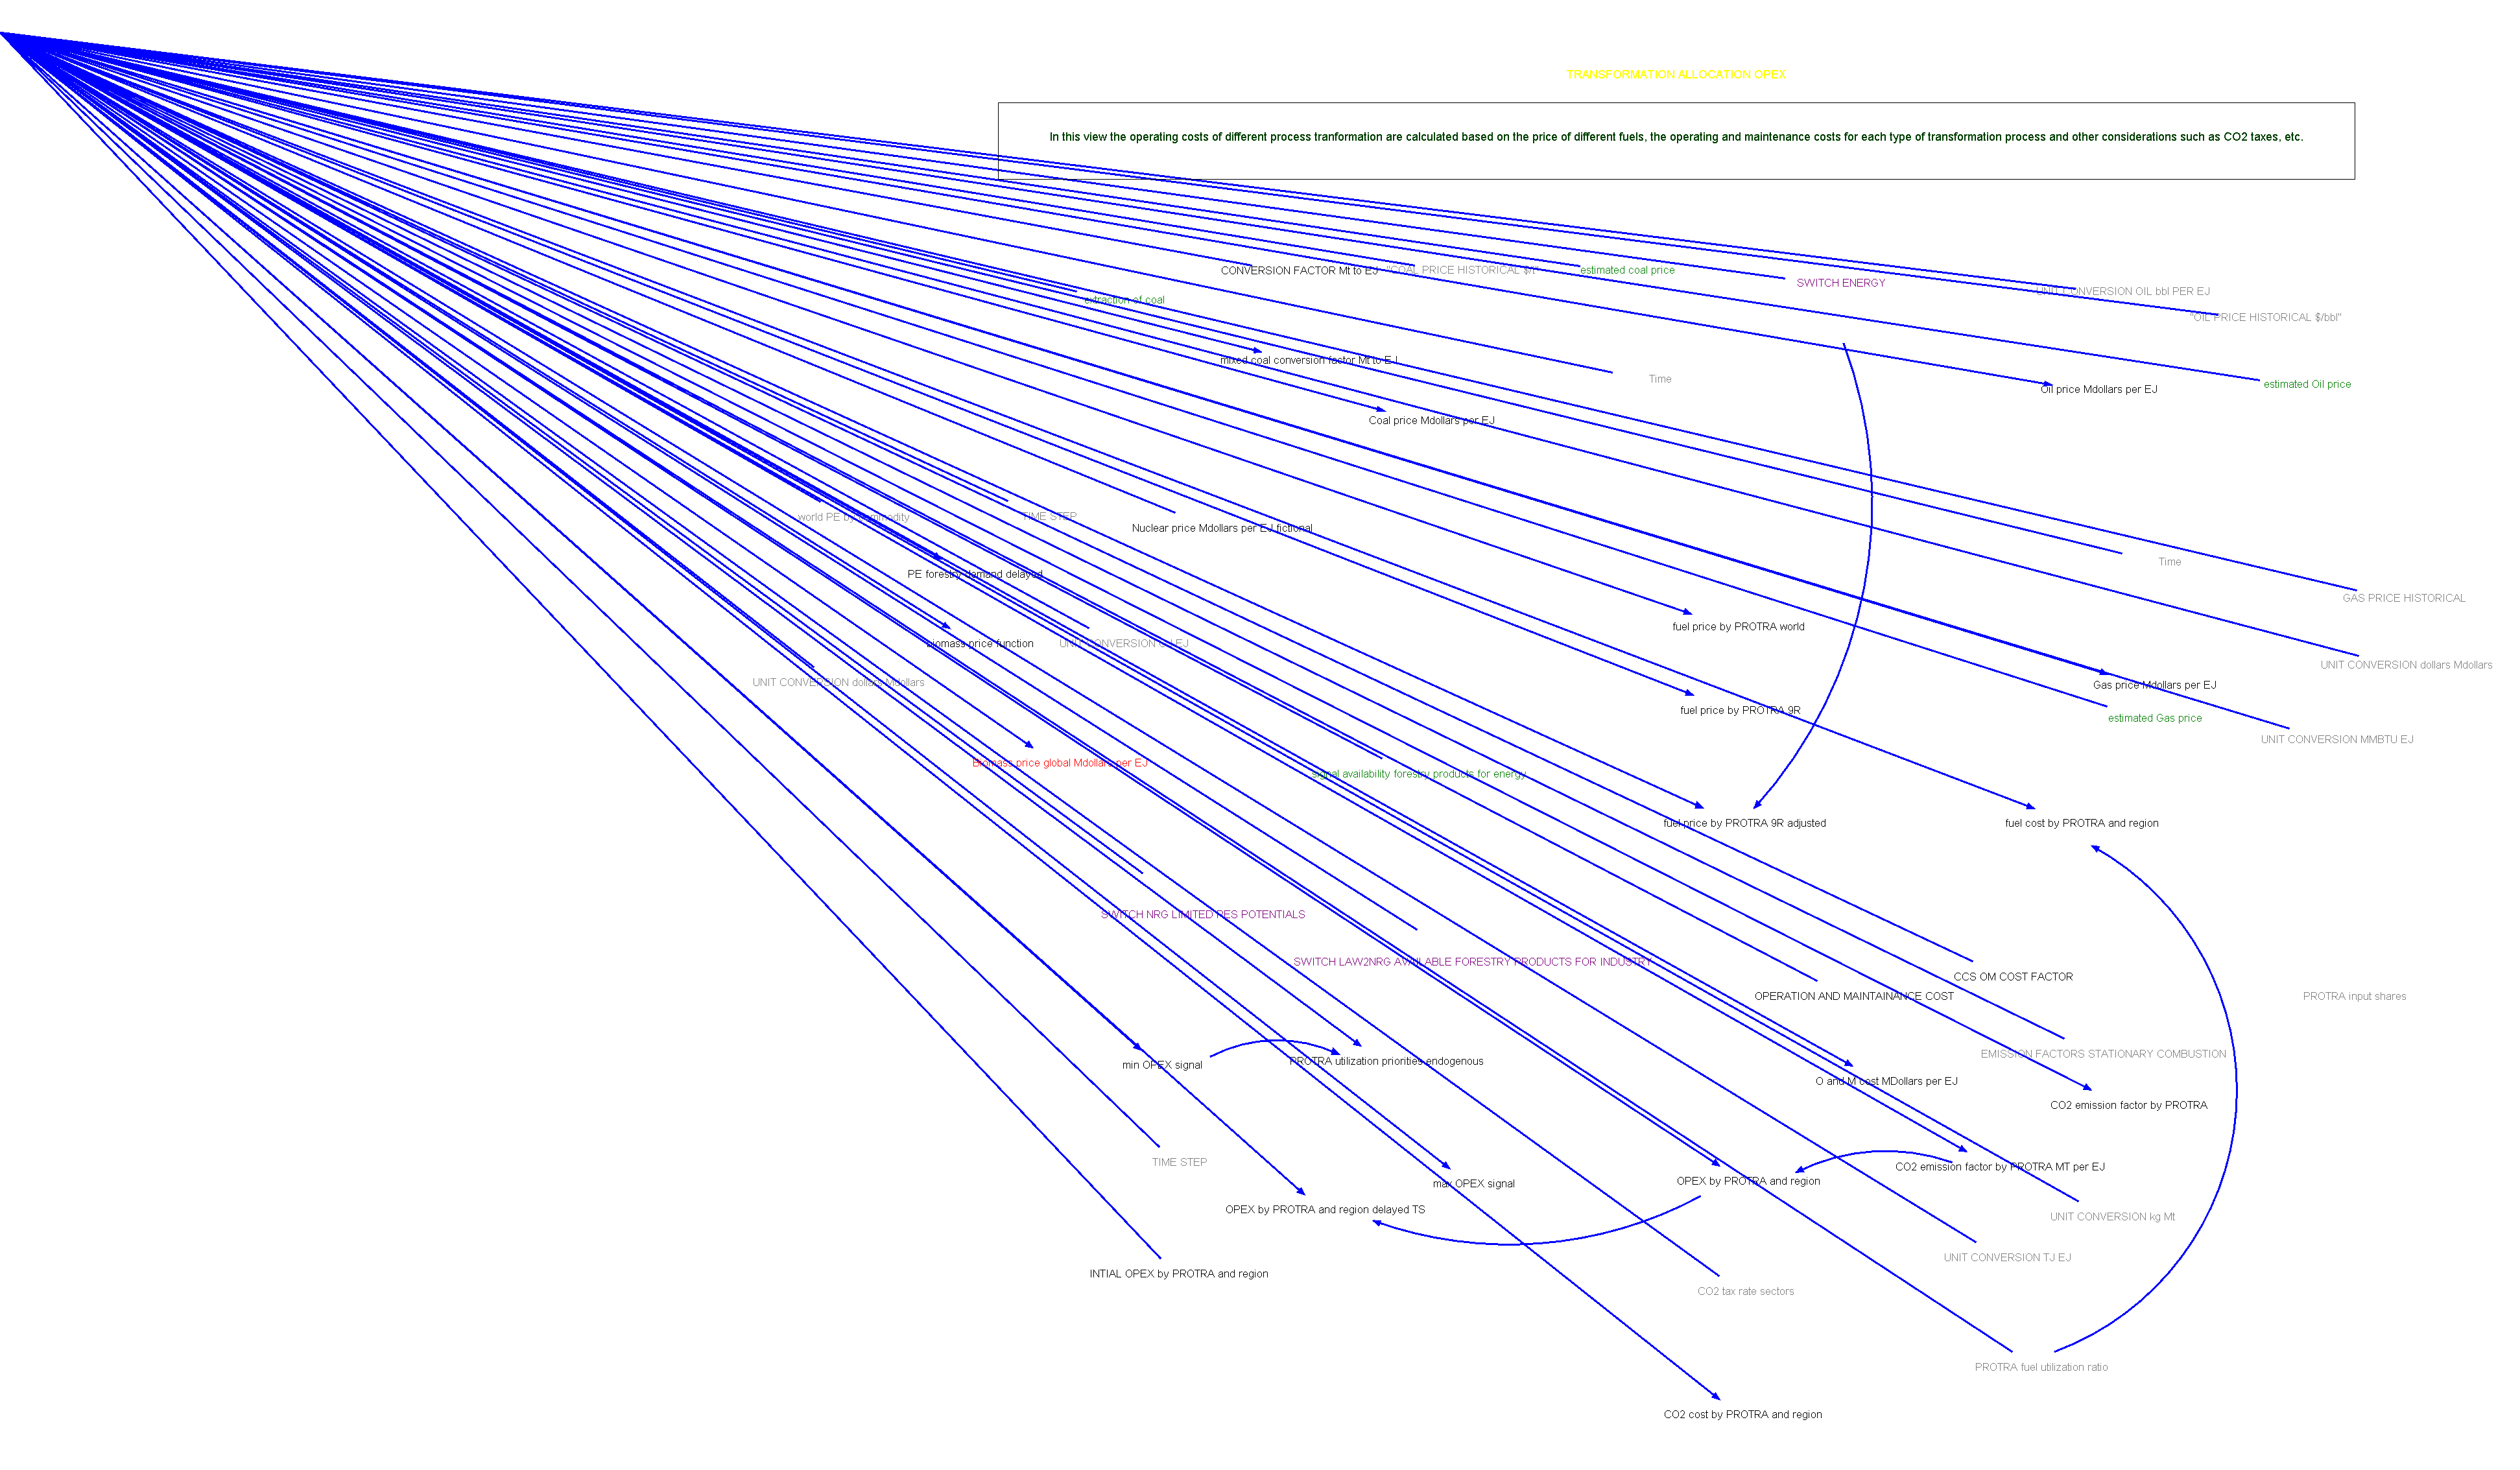 TRANSFORMATION ALLOCATION OPEX
In this view the operating costs of different process tranformation are calculated based on the price of different fuels, the operating and maintenance costs for each type of transformation process and other considerations such as CO2 taxes, etc.
CONVERSION FACTOR Mt to EJ
"COAL PRICE HISTORICAL $/t"
estimated coal price
SWITCH ENERGY
UNIT CONVERSION OIL bbl PER EJ
extraction of coal
"OIL PRICE HISTORICAL $/bbl"
mixed coal conversion factor Mt to EJ
Time
estimated Oil price
Oil price Mdollars per EJ
Coal price Mdollars per EJ
world PE by commodity
TIME STEP
Nuclear price Mdollars per EJ fictional
Time
PE forestry demand delayed
GAS PRICE HISTORICAL
fuel price by PROTRA world
biomass price function
UNIT CONVERSION GJ EJ
UNIT CONVERSION dollars Mdollars
UNIT CONVERSION dollars Mdollars
Gas price Mdollars per EJ
fuel price by PROTRA 9R
estimated Gas price
UNIT CONVERSION MMBTU EJ
Biomass price global Mdollars per EJ
signal availability forestry products for energy
fuel price by PROTRA 9R adjusted
fuel cost by PROTRA and region
SWITCH NRG LIMITED RES POTENTIALS
SWITCH LAW2NRG AVAILABLE FORESTRY PRODUCTS FOR INDUSTRY
CCS OM COST FACTOR
OPERATION AND MAINTAINANCE COST
PROTRA input shares
EMISSION FACTORS STATIONARY COMBUSTION
min OPEX signal
PROTRA utilization priorities endogenous
O and M cost MDollars per EJ
CO2 emission factor by PROTRA
TIME STEP
CO2 emission factor by PROTRA MT per EJ
max OPEX signal
OPEX by PROTRA and region
OPEX by PROTRA and region delayed TS
UNIT CONVERSION kg Mt
UNIT CONVERSION TJ EJ
INTIAL OPEX by PROTRA and region
CO2 tax rate sectors
PROTRA fuel utilization ratio
CO2 cost by PROTRA and region